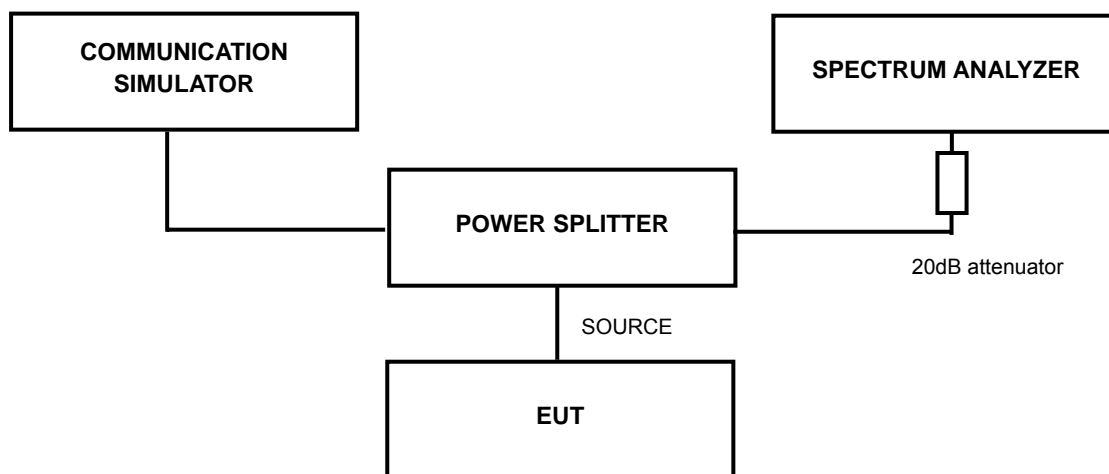 COMMUNICATION
SIMULATOR
SPECTRUM ANALYZER
POWER SPLITTER
20dB attenuator
SOURCE
EUT